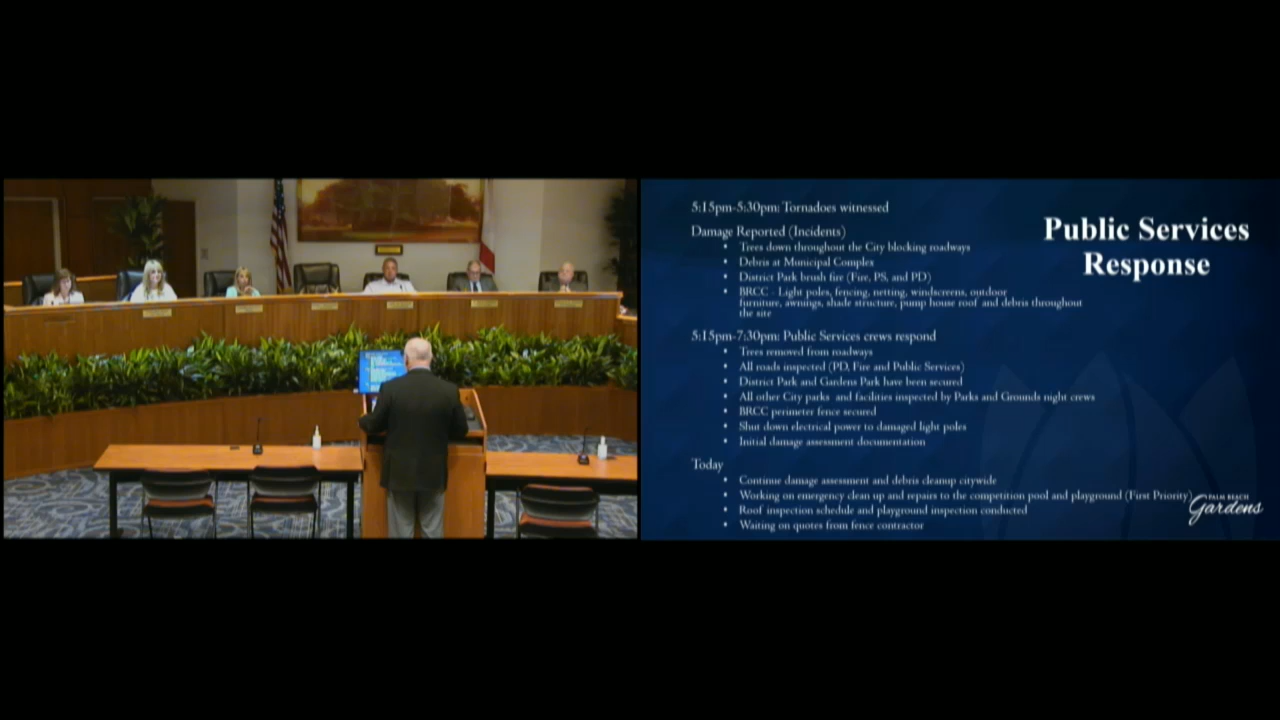 5:15pm-5:30pm: Tornadoes witnessed
Public Services
Response
Damage Reported (Incidents)
• Trees down throughout the City blocking roadways
• Debris at Municipal Complex
• District Park brush fire (Fire, PS, and PD)
• BRCC - Light poles, fencing, netting, windscreens, outdoor
furniture, awnings, shade structure, pump house roof and debris throughout
the site
5:15pm-7:30pm: Public Services crews respond
• Trees removed from roadways
• All roads inspected (PD, Fire and Public Services)
• District Park and Gardens Park have been secured
• All other City parks and facilities inspected by Parks and Grounds night crews
• BRCC perimeter fence secured
• Shut down electrical power to damaged light poles
• Initial damage assessment documentation
Today
• Continue damage assessment and debris cleanup citywide
• Working on emergency clean up and repairs to the competition pool and playground (First Priority)
• Roof inspection schedule and playground inspection conducted
• Waiting on quotes from fence contractor
PALM BEACH
Gardens